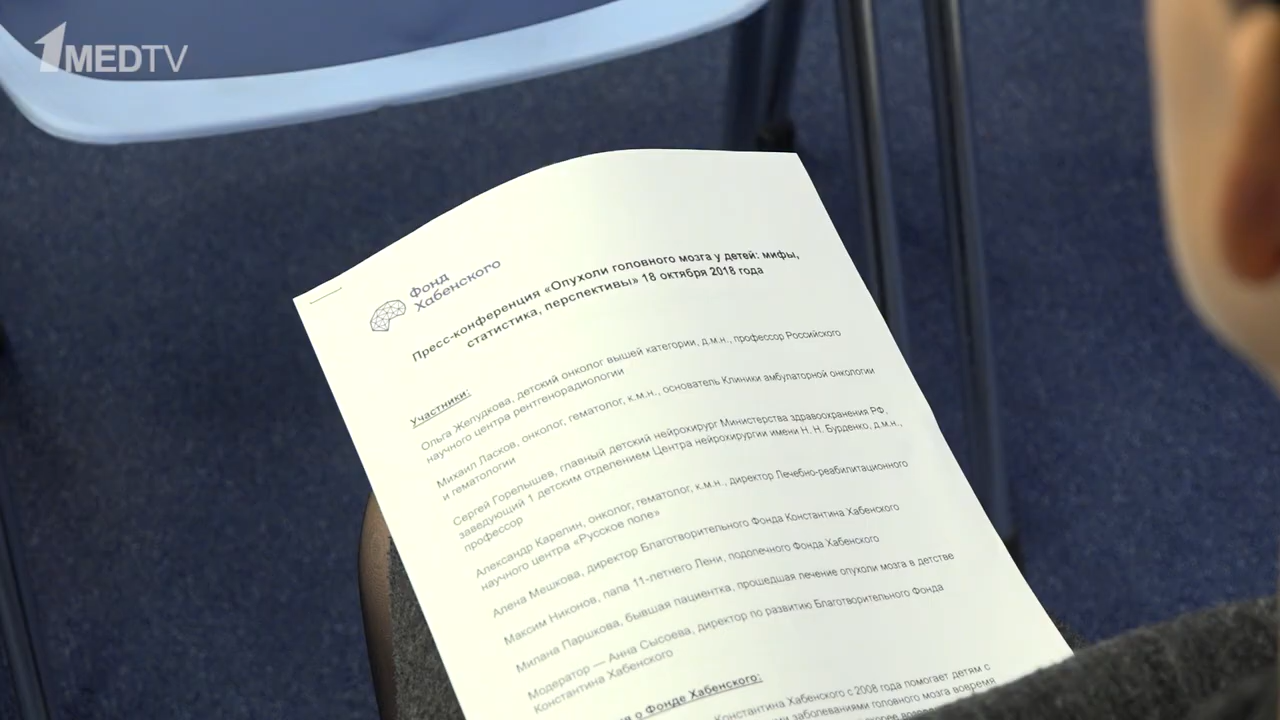 1MEDTV
Фонд
Хабенского
Пресс-конференция «Опухоли головного мозга у детей: мифы,
статистика, перспективы» 18 октября 2018 года
Участники:
Ольга Желудкова, детский онколог вышей категории, д.м.н., профессор Российского
научного центра рентгенорадиологии
Михаил Ласков, онколог, гематолог, к.м.н., основатель Клиники амбулаторной онкологии
и гематологии
Сергей Горелышев, главный детский нейрохирург Министерства здравоохранения РФ,
заведующий 1 детским отделением Центра нейрохирургии имени Н. Н. Бурденко, д.м.н.,
профессор
Александр Карелин, онколог, гематолог, к.м.н., директор Лечебно-реабилитационного
научного центра «Русское поле»
Алена Мешкова, директор Благотворительного Фонда Константина Хабенского
Максим Никонов, папа 11-летнего Лени, подопечного Фонда Хабенского
Милана Паршкова, бывшая пациентка, прошедшая лечение опухоли мозга в детстве
Модератор — Анна Сысоева, директор по развитию Благотворительного Фонда
Константина Хабенского
о Фонде Хабенского:
Константина Хабенского с 2008 года помогает детям с
заболеваниями головного мозга вовремя